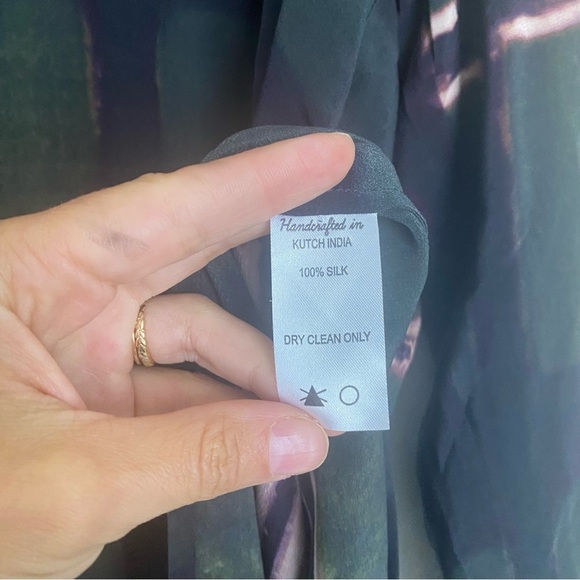 Handcrafted in
KUTCH INDIA
100% SILK
DRY CLEAN ONLY